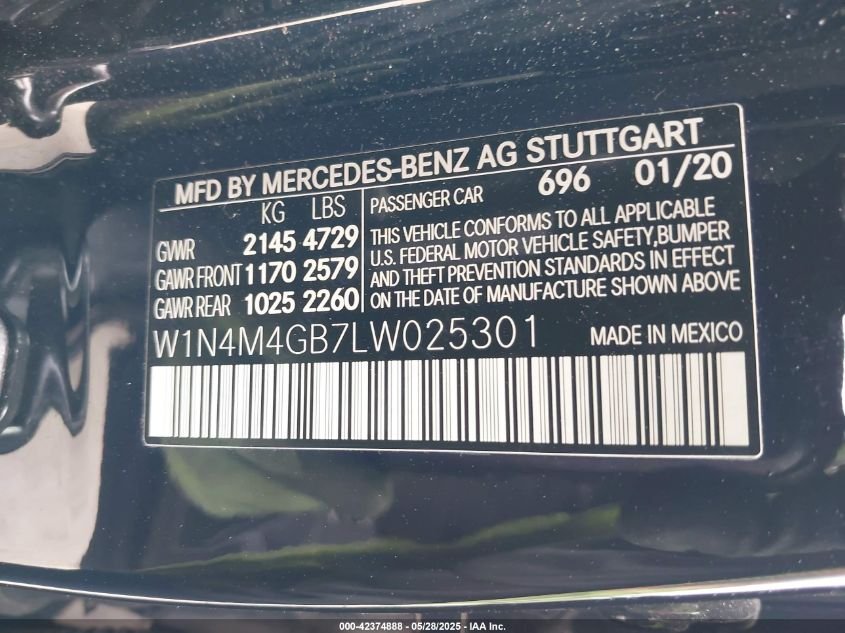 MFD BY MERCEDES-BENZ AG STUTTGART
KG LBS
GVWR 2145 4729
GAWR FRONT 1170 2579
GAWR REAR 1025 2260
PASSENGER CAR 696 01/20
THIS VEHICLE CONFORMS TO ALL APPLICABLE
U.S. FEDERAL MOTOR VEHICLE SAFETY,BUMPER
AND THEFT PREVENTION STANDARDS IN EFFECT
ON THE DATE OF MANUFACTURE SHOWN ABOVE
W1N4M4GB7LW025301 MADE IN MEXICO
000-42374888 - 05/28/2025 - IAA Inc.